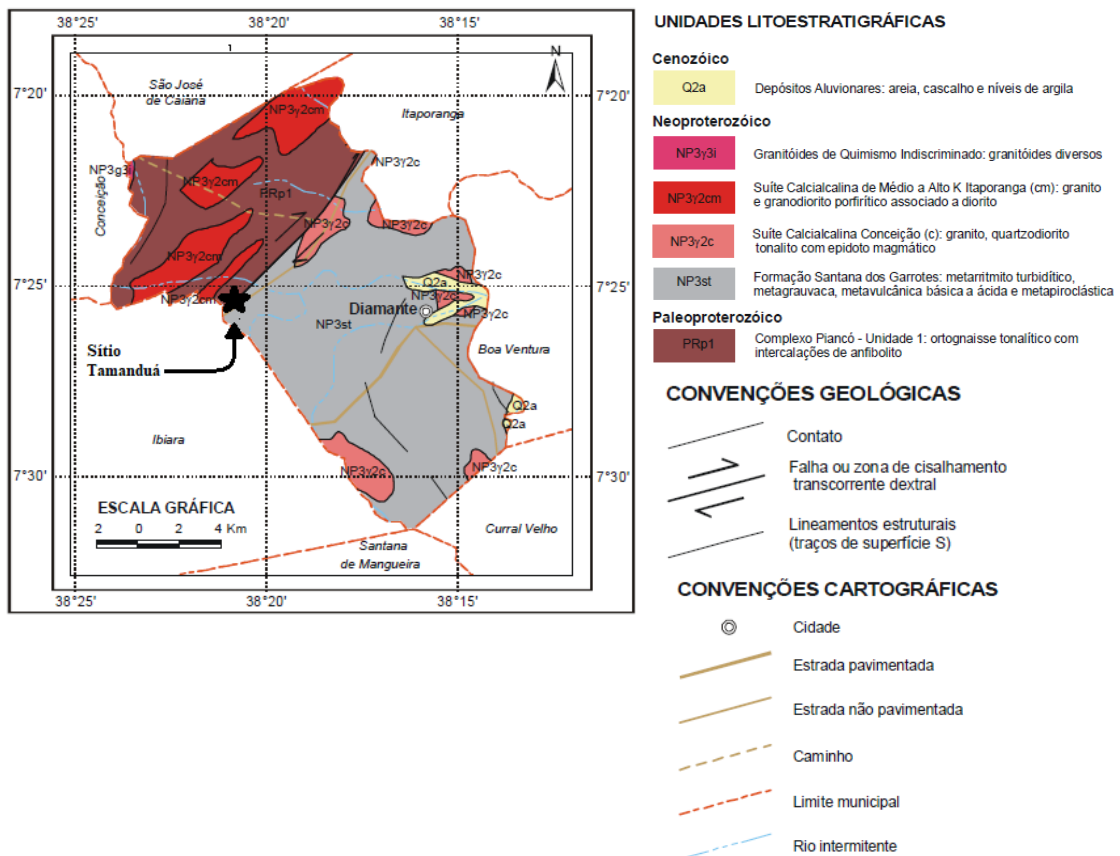 38°25' 38°20' 38°15'
1
N
7°20' 7°20'
7°25' 7°25'
7°30' 7°30'
38°25' 38°20' 38°15'
São José
de Caiana
Itaporanga
NP3γ2cm
NP3γ2c
NP3g3i
Conceição
NP3γ2cm
PRp1
NP3γ2c
NP3γ2c
NP3γ2cm
NP3γ2c
Q2a
NP3γ2cm
NP3γ2c
Diamante
NP3γ2c
NP3st
Sítio
Tamanduá
Boa Ventura
Q2a
Q2a
Ibiara
NP3γ2c
NP3γ2c
ESCALA GRÁFICA
2 0 2 4 Km
Curral Velho
Santana
de Mangueira
UNIDADES LITOESTRATIGRÁFICAS
Cenozóico
Q2a Depósitos Aluvionares: areia, cascalho e níveis de argila
Neoproterozóico
NP3γ3i Granitóides de Quimismo Indiscriminado: granitóides diversos
NP3γ2cm Suíte Calcialcalina de Médio a Alto K Itaporanga (cm): granito
e granodiorito porfirítico associado a diorito
NP3γ2c Suíte Calcialcalina Conceição (c): granito, quartzodiorito
tonalito com epidoto magmático
NP3st Formação Santana dos Garrotes: metarritmito turbidítico,
metagrauvaca, metavulcânica básica a ácida e metapiroclástica
Paleoproterozóico
PRp1 Complexo Piancó - Unidade 1: ortognaisse tonalítico com
intercalações de anfibolito
CONVENÇÕES GEOLÓGICAS
Contato
Falha ou zona de cisalhamento
transcorrente dextral
Lineamentos estruturais
(traços de superfície S)
CONVENÇÕES CARTOGRÁFICAS
Cidade
Estrada pavimentada
Estrada não pavimentada
Caminho
Limite municipal
Rio intermitente